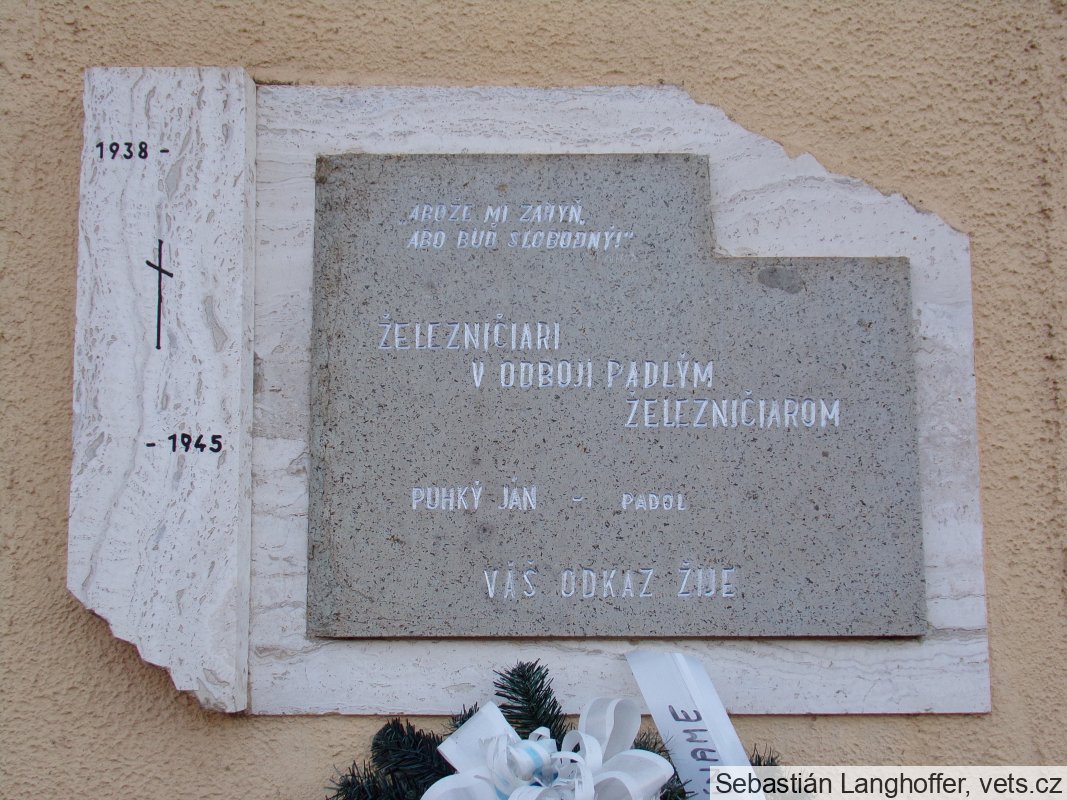 1938 -
- 1945
„ABOŽE MI ZAHYŇ,
ABO BUĎ SLOBODNÝ!"
ŽELEZNIČIARI
V ODBOJI PADLÝM
ŽELEZNIČIAROM
PUHKÝ JÁN - PADOL
VÁŠ ODKAZ ŽIJE
Sebastián Langhoffer, vets.cz